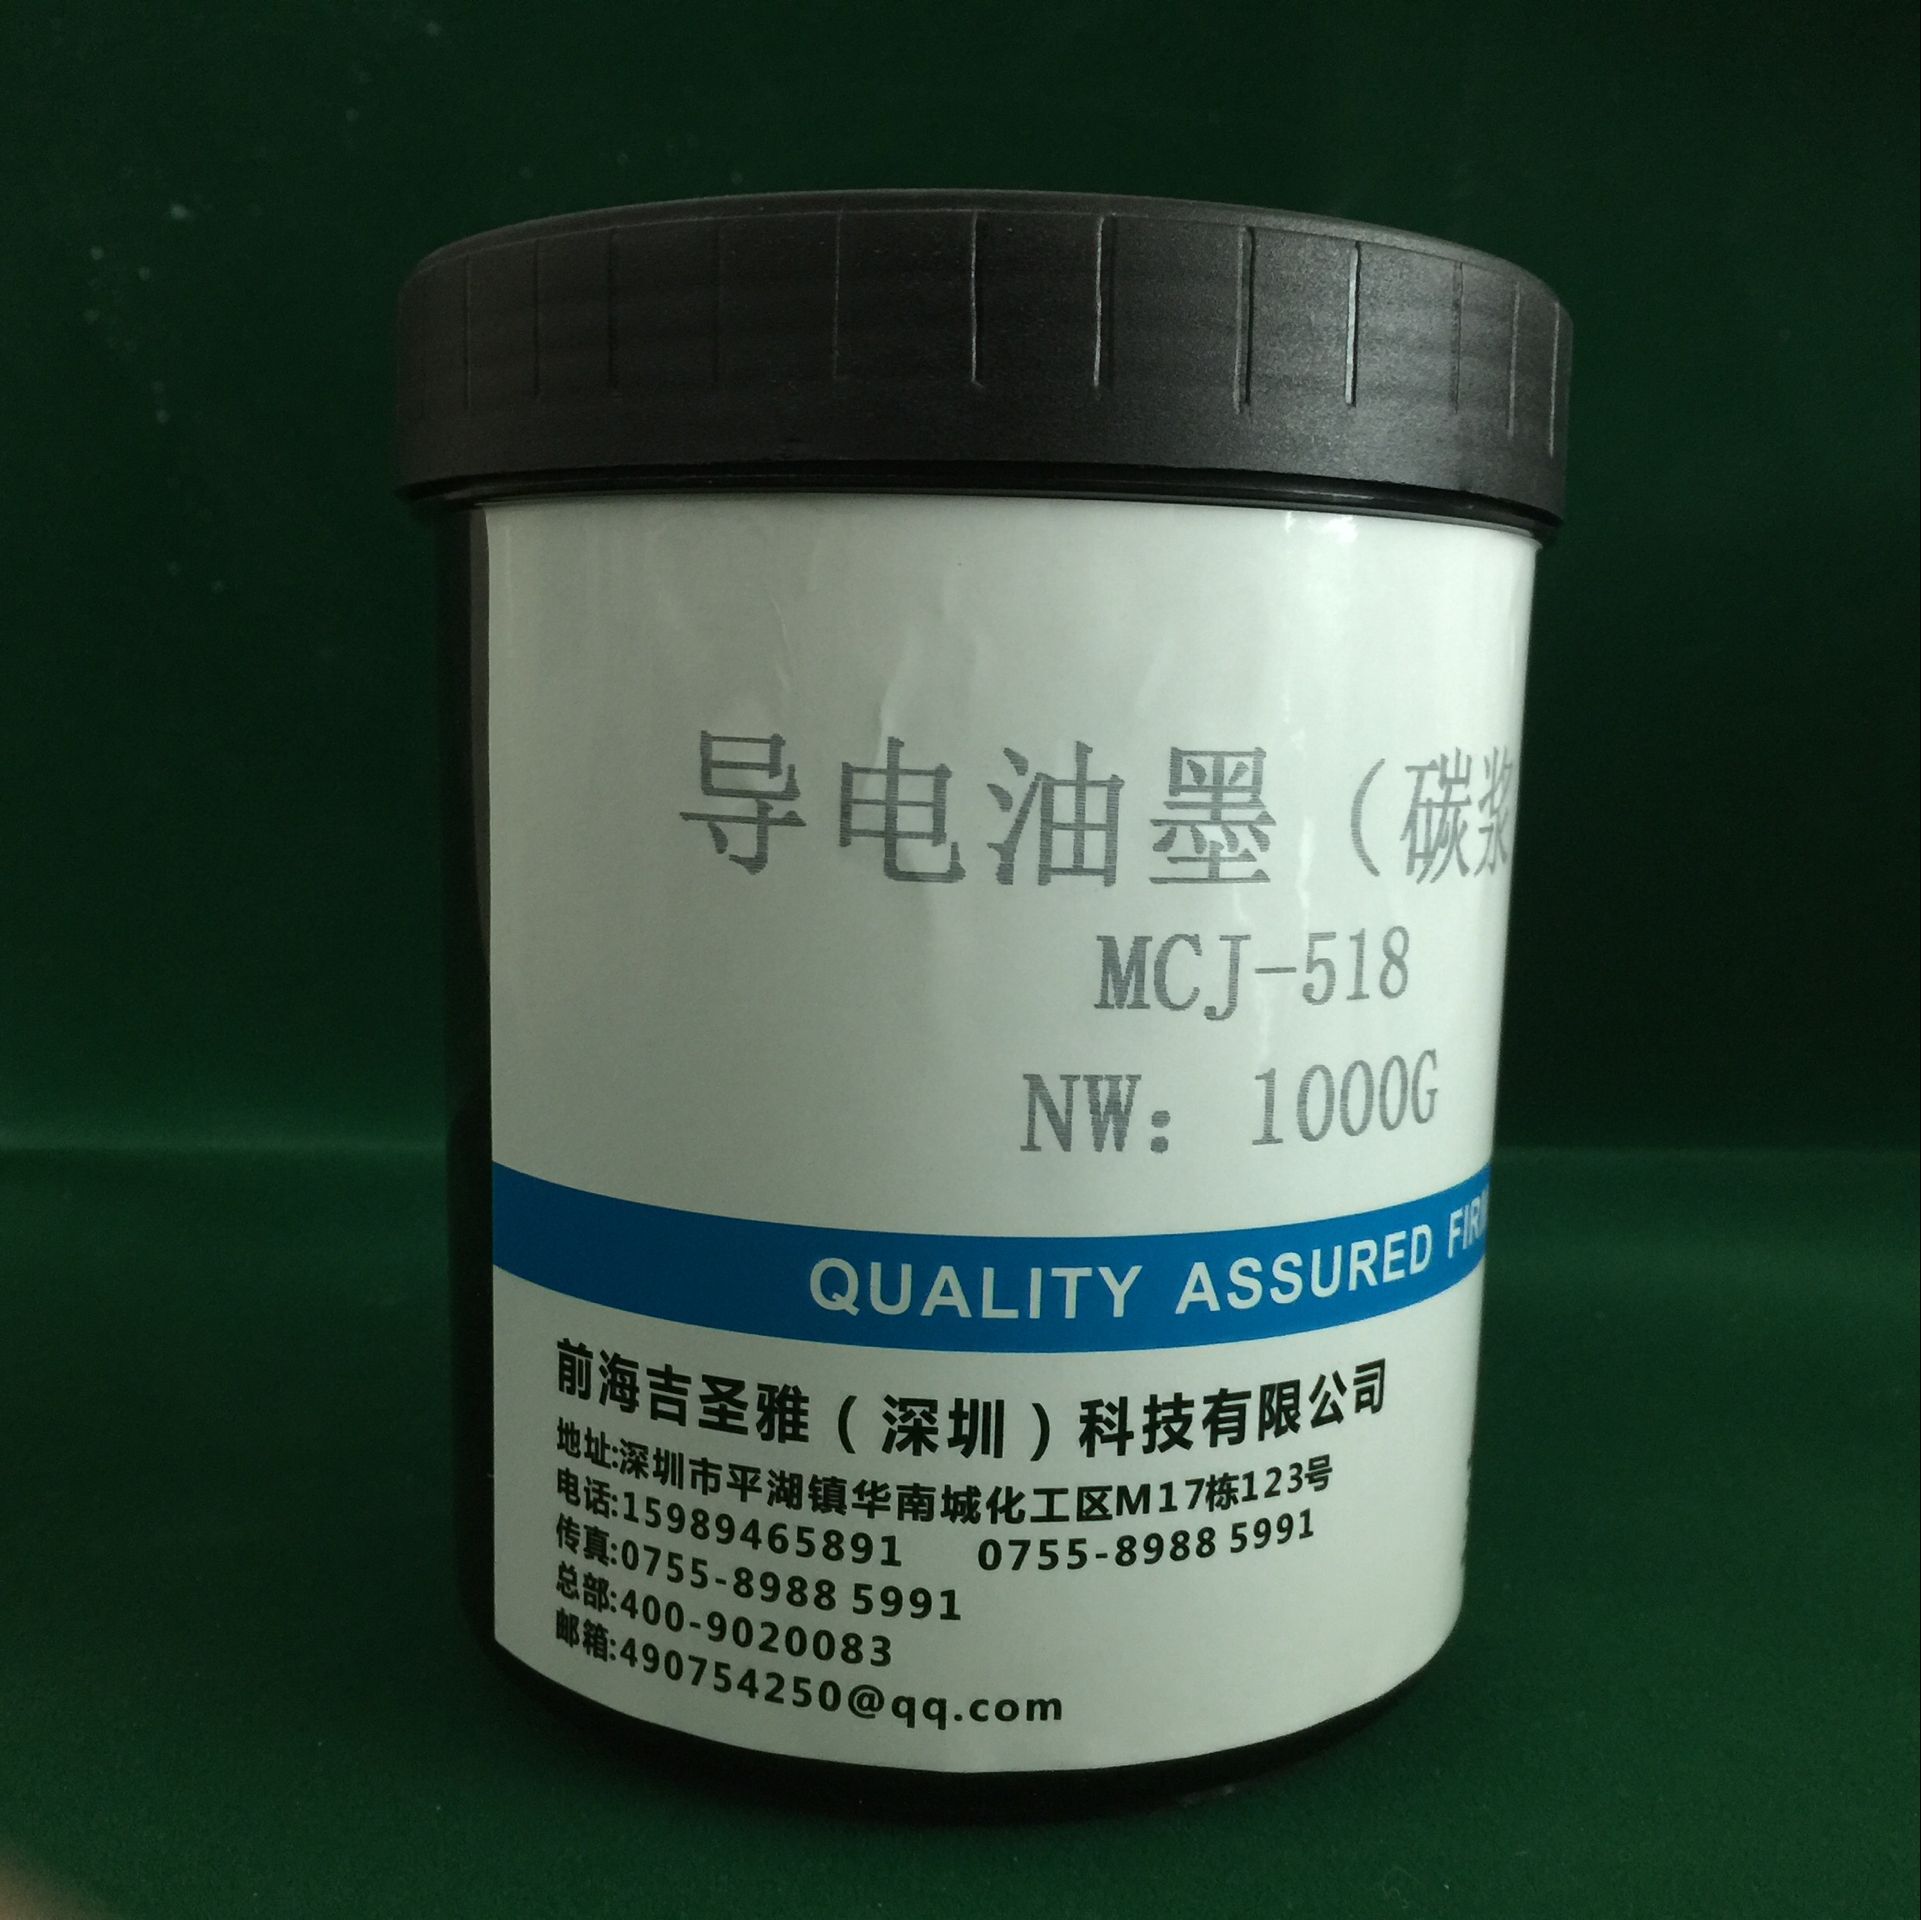 导电油墨（碳浆
MCJ-518
NW： 1000G
QUALITY ASSURED FIRM
前海吉圣雅（深圳）科技有限公司
地址:深圳市平湖镇华南城化工区M17栋123号
电话:15989465891 0755-8988 5991
传真:0755-8988 5991
总部:400-9020083
邮箱:490754250@qq.com